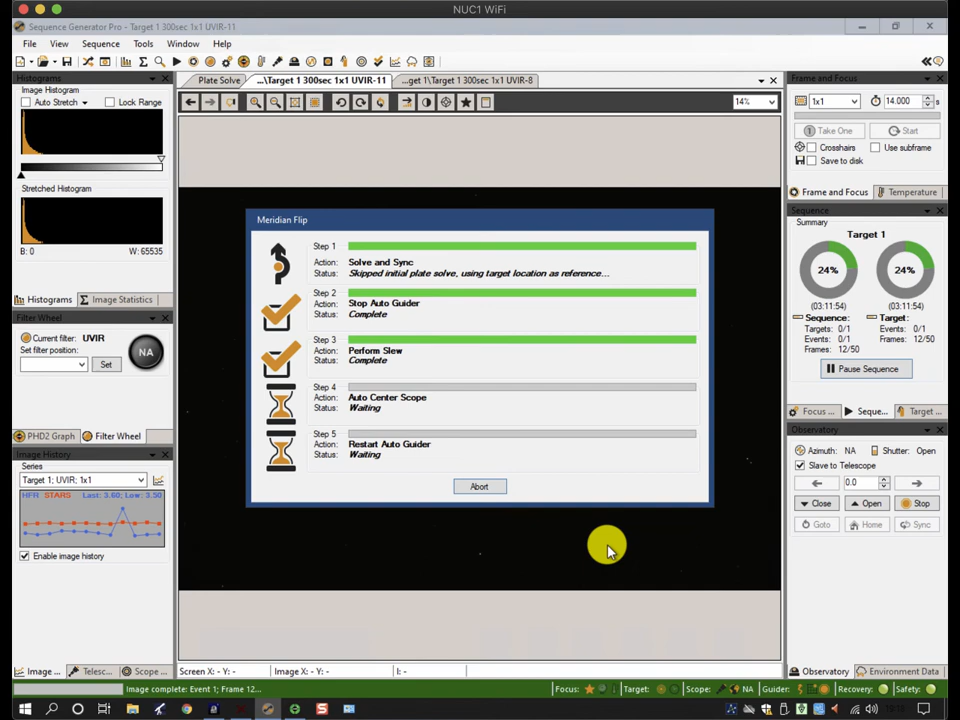 NUC1 WiFi
Sequence Generator Pro - Target 1 300sec 1x1 UVIR-11
File View Sequence Tools Window Help
Histograms
Image Histogram
Auto Stretch Lock Range
Stretched Histogram
B: 0 W: 65535
Histograms Image Statistics
Filter Wheel
Current filter: UVIR
Set filter position:
Set
NA
PHD2 Graph Filter Wheel
Image History
Series
Target 1; UVIR; 1x1
HFR STARS Last: 3.60; Low: 3.50
Enable image history
Image ... Telesc... Scope ...
Plate Solve ...\Target 1 300sec 1x1 UVIR-11 ...get 1\Target 1 300sec 1x1 UVIR-8
14%
Meridian Flip
Step 1
Action: Solve and Sync
Status: Skipped initial plate solve, using target location as reference...
Step 2
Action: Stop Auto Guider
Status: Complete
Step 3
Action: Perform Slew
Status: Complete
Step 4
Action: Auto Center Scope
Status: Waiting
Step 5
Action: Restart Auto Guider
Status: Waiting
Abort
Screen X: - Y: - Image X: - Y: - I: -
Frame and Focus
1x1 14.000 s
1 Take One Start
Crosshairs Use subframe
Save to disk
Frame and Focus Temperature
Sequence
Summary
Target 1
24% 24%
(03:11:54) (03:11:54)
Sequence: Target:
Targets: 0/1 Events: 0/1
Events: 0/1 Frames: 12/50
Frames: 12/50
Pause Sequence
Focus ... Seque... Target ...
Observatory
Azimuth: NA Shutter: Open
Slave to Telescope
0.0
Close Open Stop
Goto Home Sync
Observatory Environment Data
Image complete: Event 1; Frame 12... Focus: Target: Scope: NA Guider: Recovery: Safety: